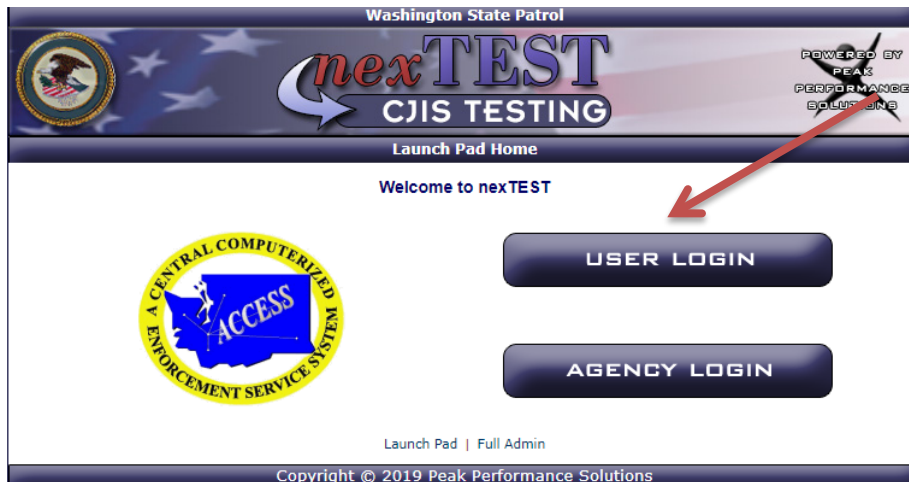 Washington State Patrol
nexTEST
CJIS TESTING
POWERED BY
PEAK
PERFORMANCE
SOLUTIONS
Launch Pad Home
Welcome to nexTEST
A CENTRAL COMPUTERIZED
ENFORCEMENT SERVICE SYSTEM
ACCESS
USER LOGIN
AGENCY LOGIN
Launch Pad | Full Admin
Copyright © 2019 Peak Performance Solutions